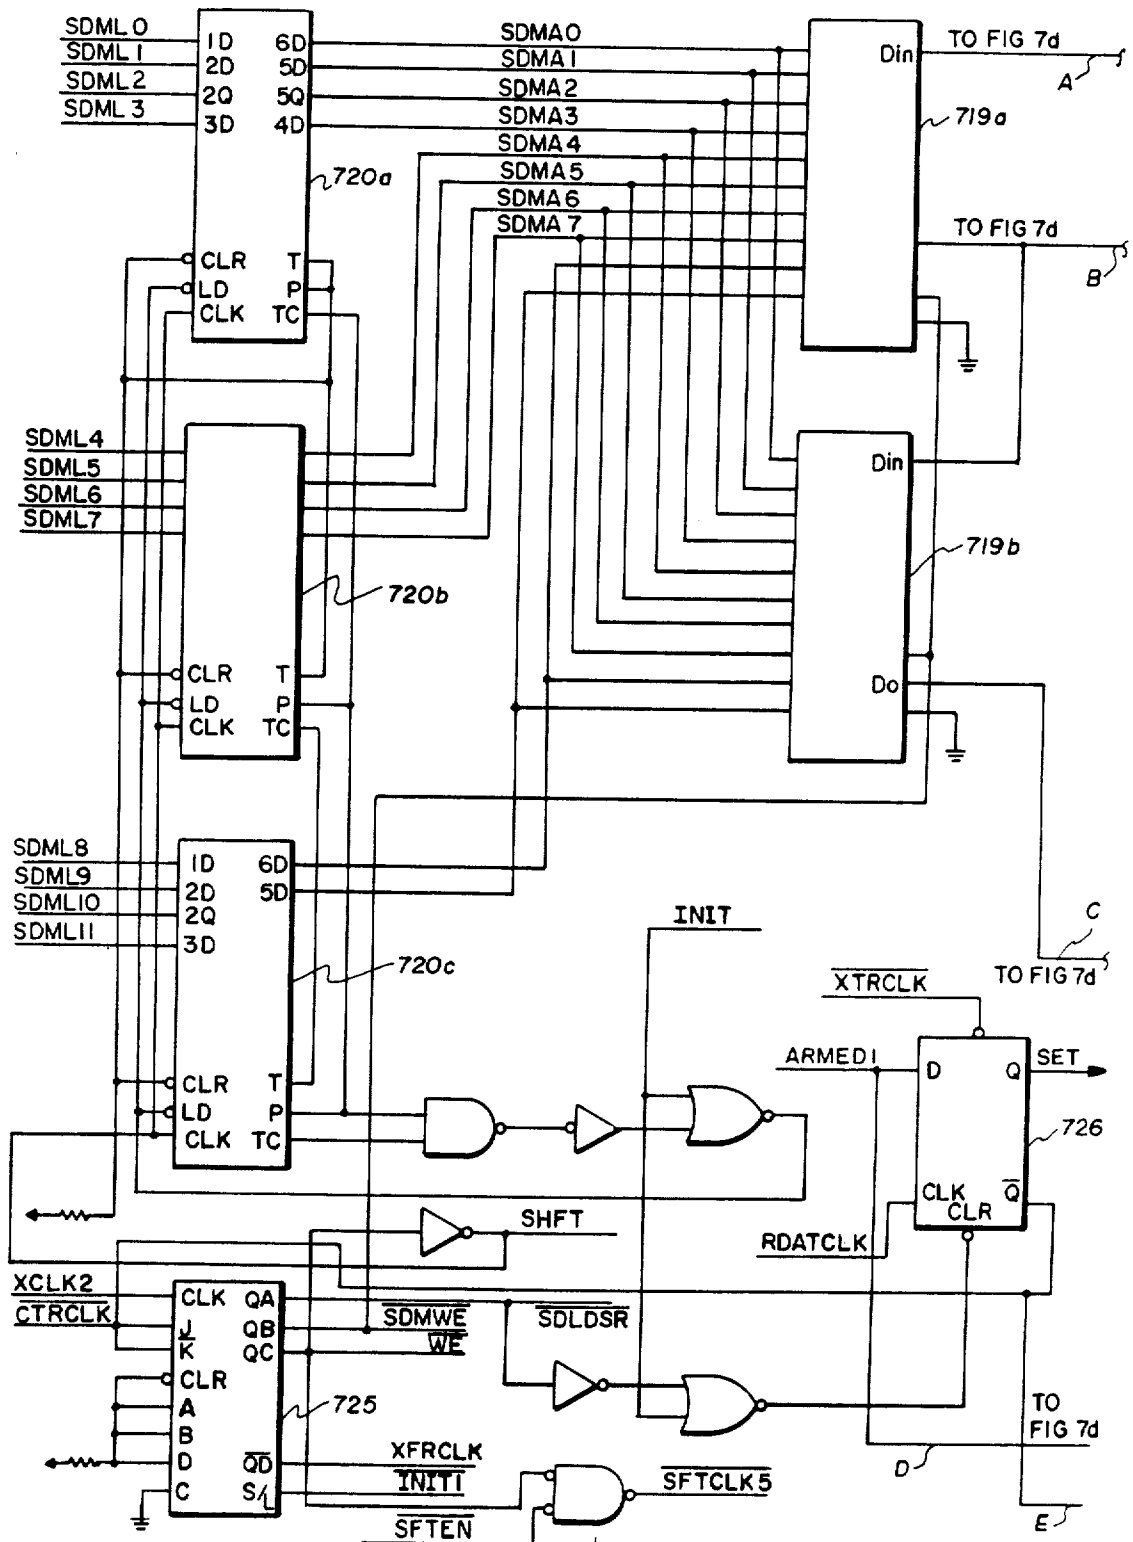 SDML0
SDML1
SDML2
SDML3
1D 6D
2D 5D
2Q 5Q
3D 4D
720a
CLR T
LD P
CLK TC
SDMA0
SDMA1
SDMA2
SDMA3
SDMA4
SDMA5
SDMA6
SDMA7
Din
TO FIG 7d
A
719a
TO FIG 7d
B
SDML4
SDML5
SDML6
SDML7
720b
CLR T
LD P
CLK TC
Din
719b
Do
SDML8
SDML9
SDML10
SDML11
1D 6D
2D 5D
2Q
3D
720c
CLR T
LD P
CLK TC
INIT
C
TO FIG 7d
XTRCLK
ARMED1
D Q
SET
726
CLK Q
CLR
RDATCLK
SHFT
XCLK2
CTRCLK
CLK QA
J QB
K QC
CLR
A
B
D QD
C S/L
725
SDMWE
SDLDSR
WE
XFRCLK
INIT1
SFTEN
SFTCLK5
TO
FIG 7d
D
E